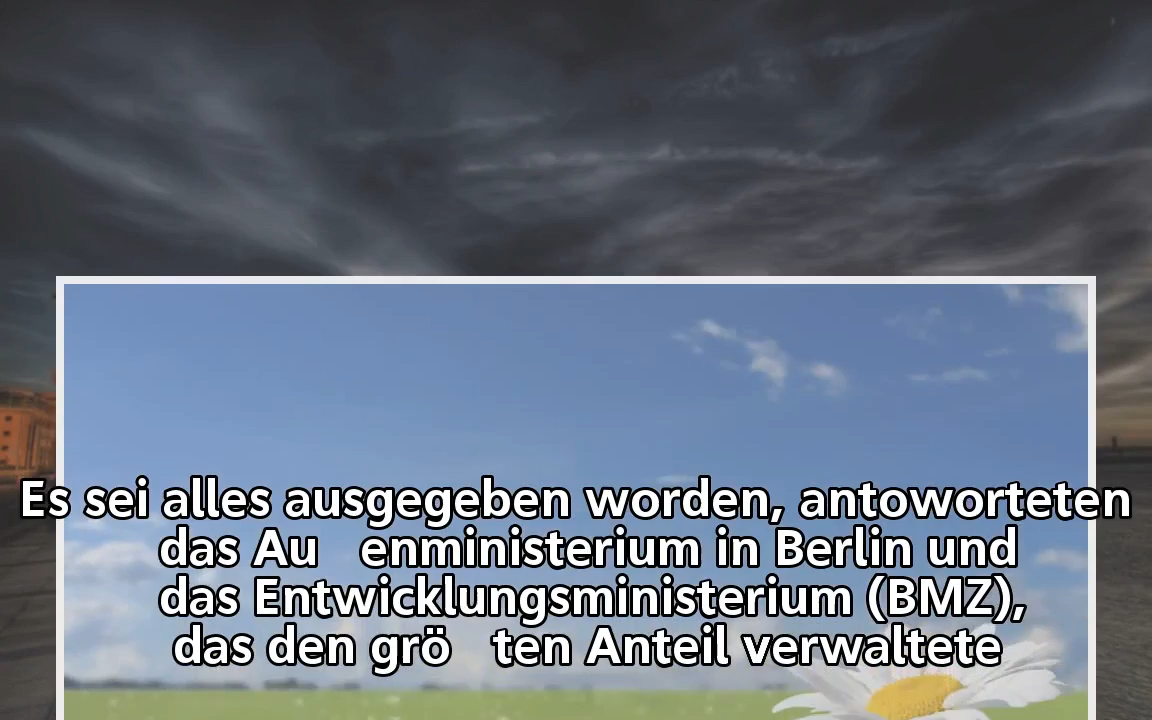 Es sei alles ausgegeben worden, antoworteten
das Au   enministerium in Berlin und
das Entwicklungsministerium (BMZ),
das den grö   ten Anteil verwaltete